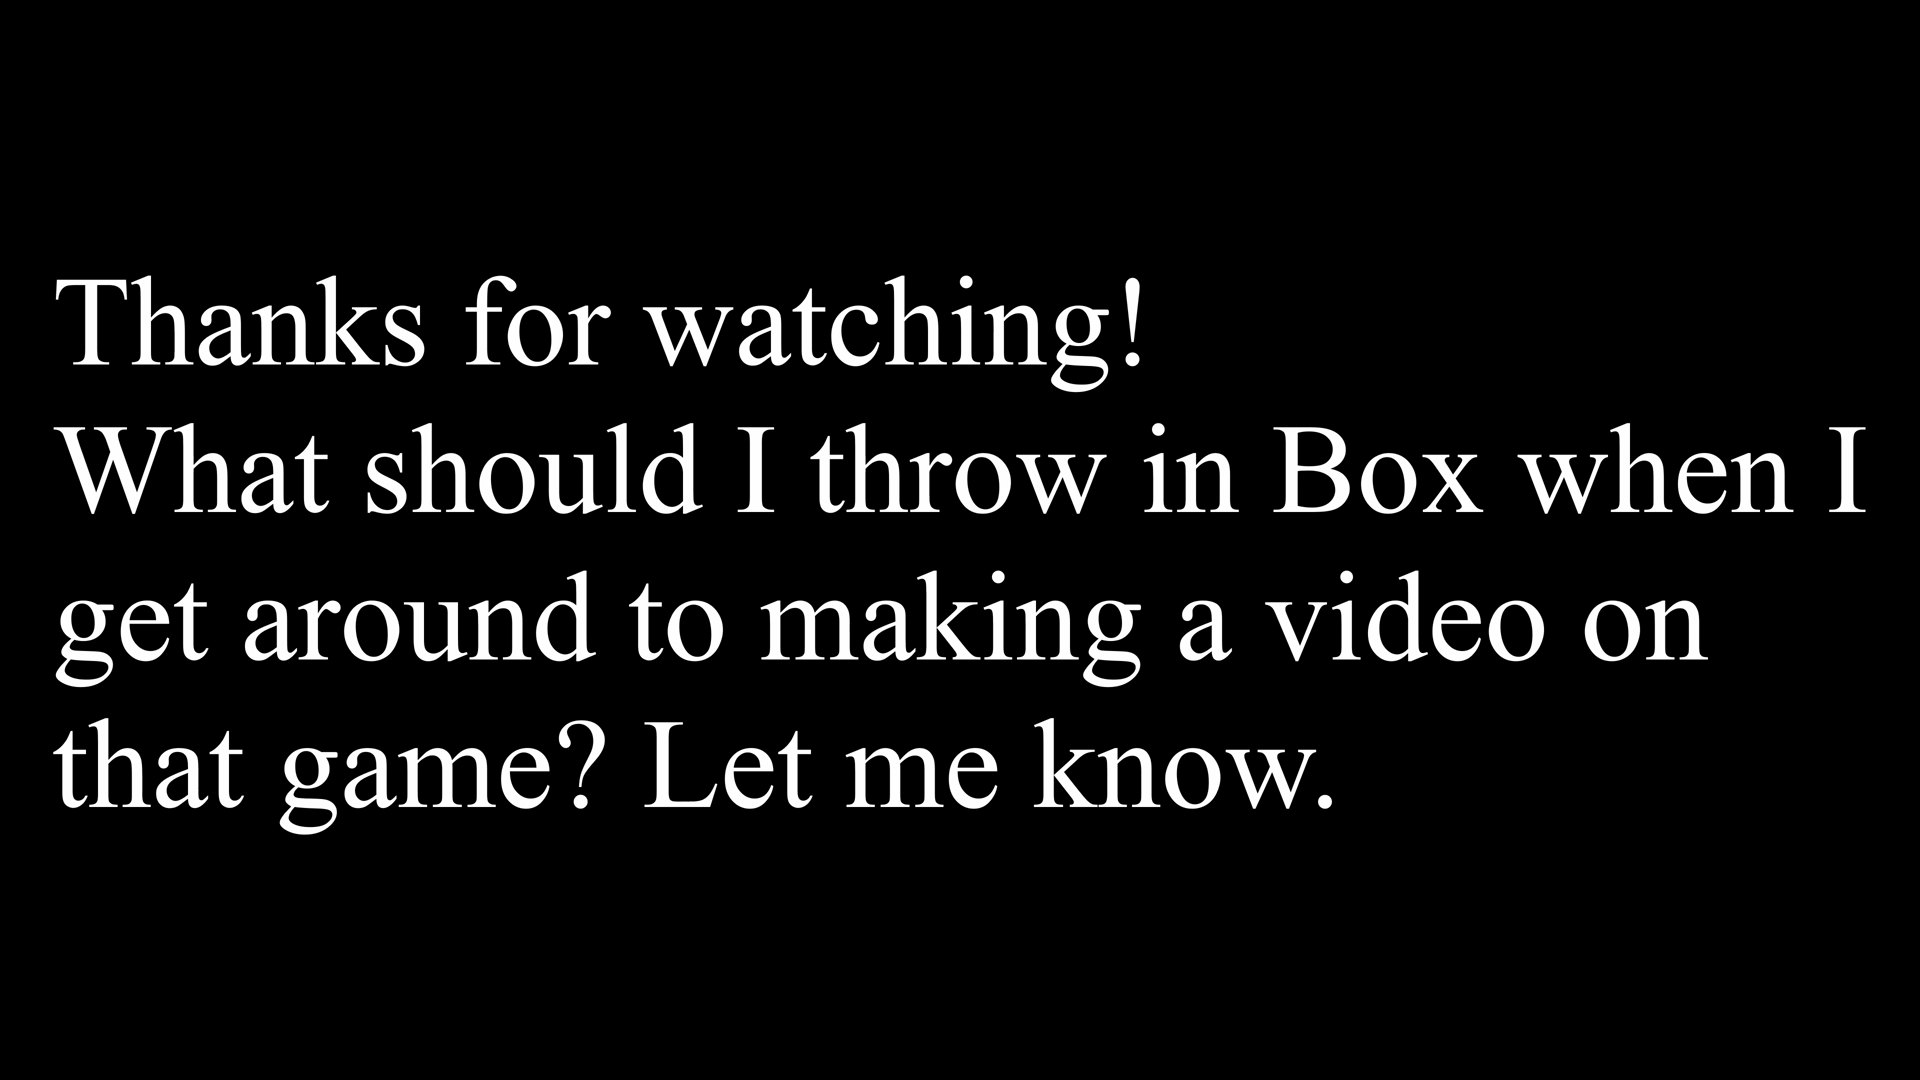 Thanks for watching!
What should I throw in Box when I
get around to making a video on
that game? Let me know.